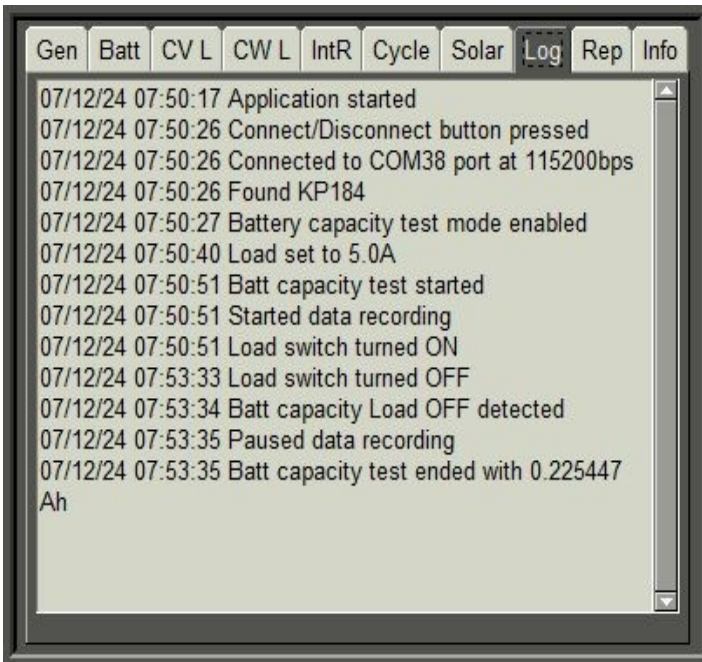 Gen Batt CV L CW L IntR Cycle Solar Log Rep Info
07/12/24 07:50:17 Application started
07/12/24 07:50:26 Connect/Disconnect button pressed
07/12/24 07:50:26 Connected to COM38 port at 115200bps
07/12/24 07:50:26 Found KP184
07/12/24 07:50:27 Battery capacity test mode enabled
07/12/24 07:50:40 Load set to 5.0A
07/12/24 07:50:51 Batt capacity test started
07/12/24 07:50:51 Started data recording
07/12/24 07:50:51 Load switch turned ON
07/12/24 07:53:33 Load switch turned OFF
07/12/24 07:53:34 Batt capacity Load OFF detected
07/12/24 07:53:35 Paused data recording
07/12/24 07:53:35 Batt capacity test ended with 0.225447
Ah